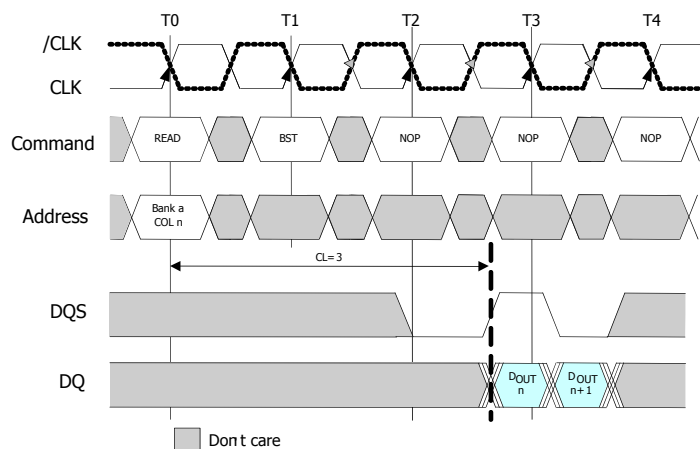 T0 T1 T2 T3 T4
/CLK
CLK
Command READ BST NOP NOP NOP
Address Bank a
COL n
CL=3
DQS
DQ DOUT n DOUT n+1
Don t care